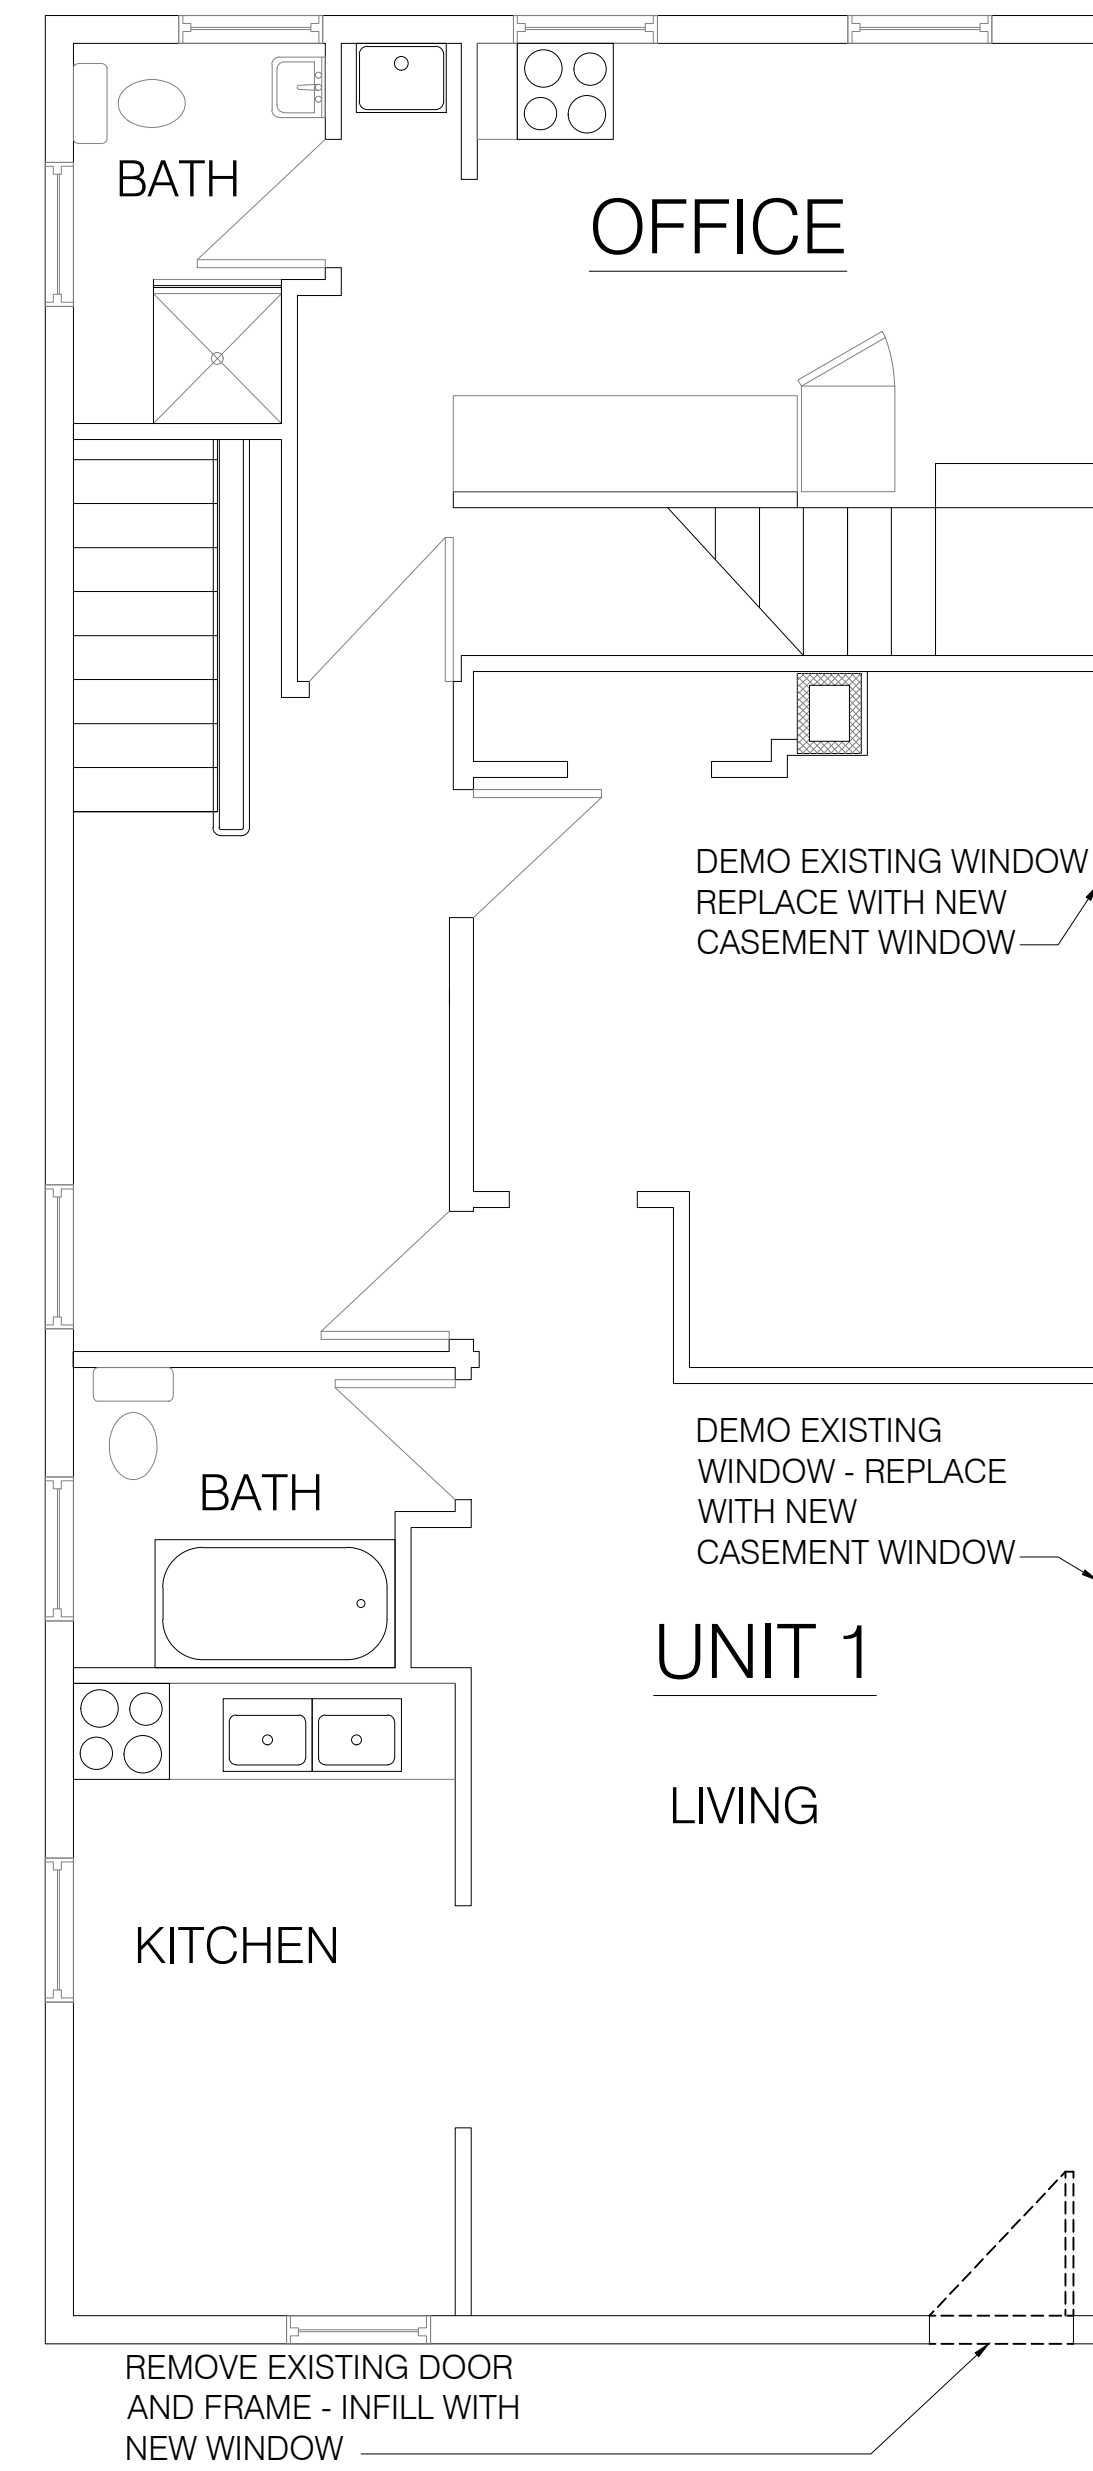 BATH
OFFICE
DEMO EXISTING WINDOW
REPLACE WITH NEW
CASEMENT WINDOW
DEMO EXISTING
WINDOW - REPLACE
WITH NEW
CASEMENT WINDOW
BATH
UNIT 1
LIVING
KITCHEN
REMOVE EXISTING DOOR
AND FRAME - INFILL WITH
NEW WINDOW